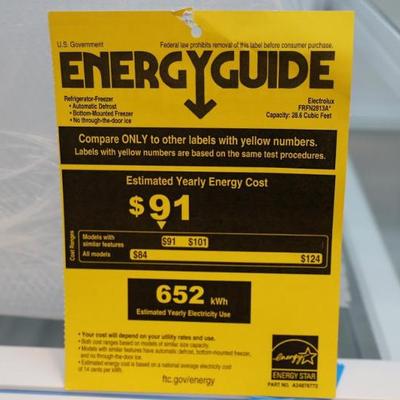 U.S. Government
Federal law prohibits removal of this label before consumer purchase.
ENERGYGUIDE
Refrigerator-Freezer
• Automatic Defrost
• Bottom-Mounted Freezer
• No through-the-door ice
Electrolux
FRFN2813A*
Capacity: 28.6 Cubic Feet
Compare ONLY to other labels with yellow numbers.
Labels with yellow numbers are based on the same test procedures.
Estimated Yearly Energy Cost
$91
Cost Ranges
Models with
similar features
$91 $101
All models
$84
$124
652 kWh
Estimated Yearly Electricity Use
• Your cost will depend on your utility rates and use.
• Both cost ranges based on models of similar size capacity.
• Models with similar features have automatic defrost, bottom-mounted freezer,
and no through-the-door ice.
• Estimated energy cost is based on a national average electricity cost
of 14 cents per kWh.
ftc.gov/energy
energy
ENERGY STAR
PART NO. A24876772